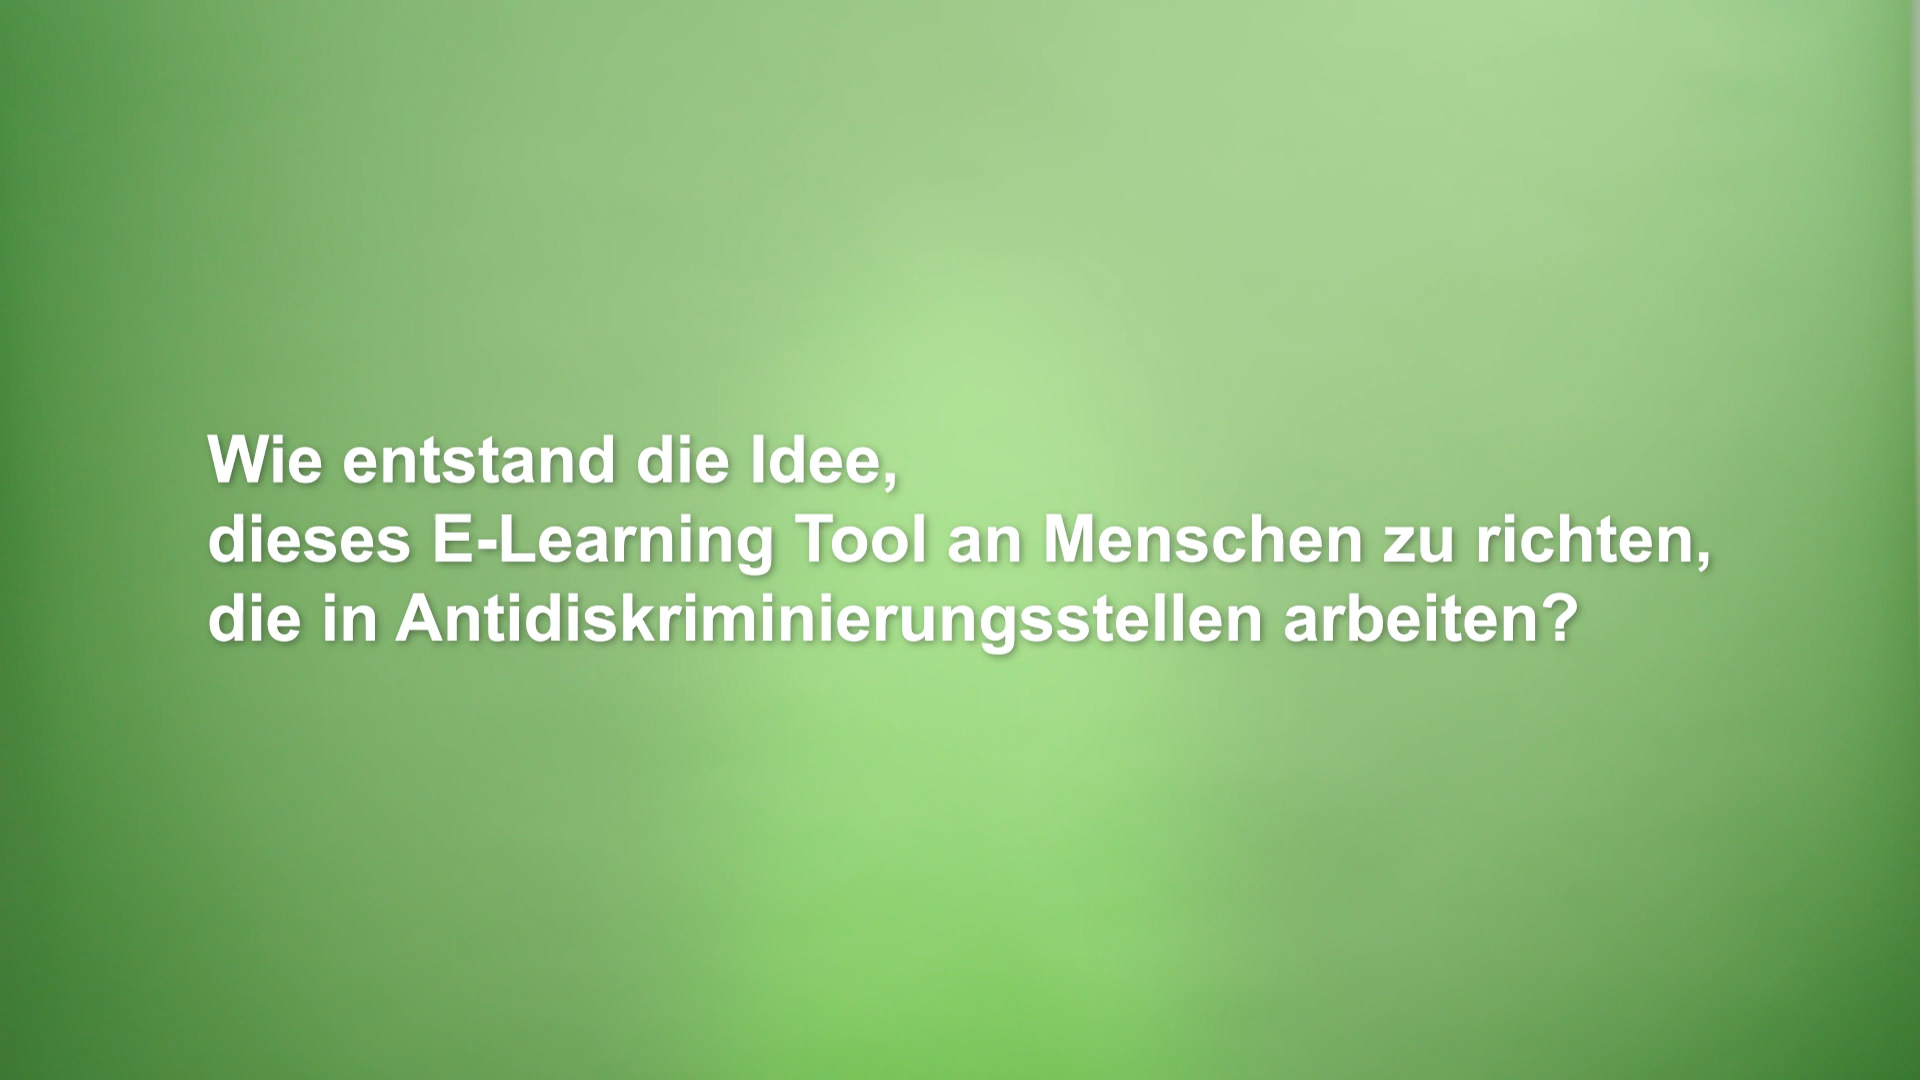 Wie entstand die Idee,
dieses E-Learning Tool an Menschen zu richten,
die in Antidiskriminierungsstellen arbeiten?